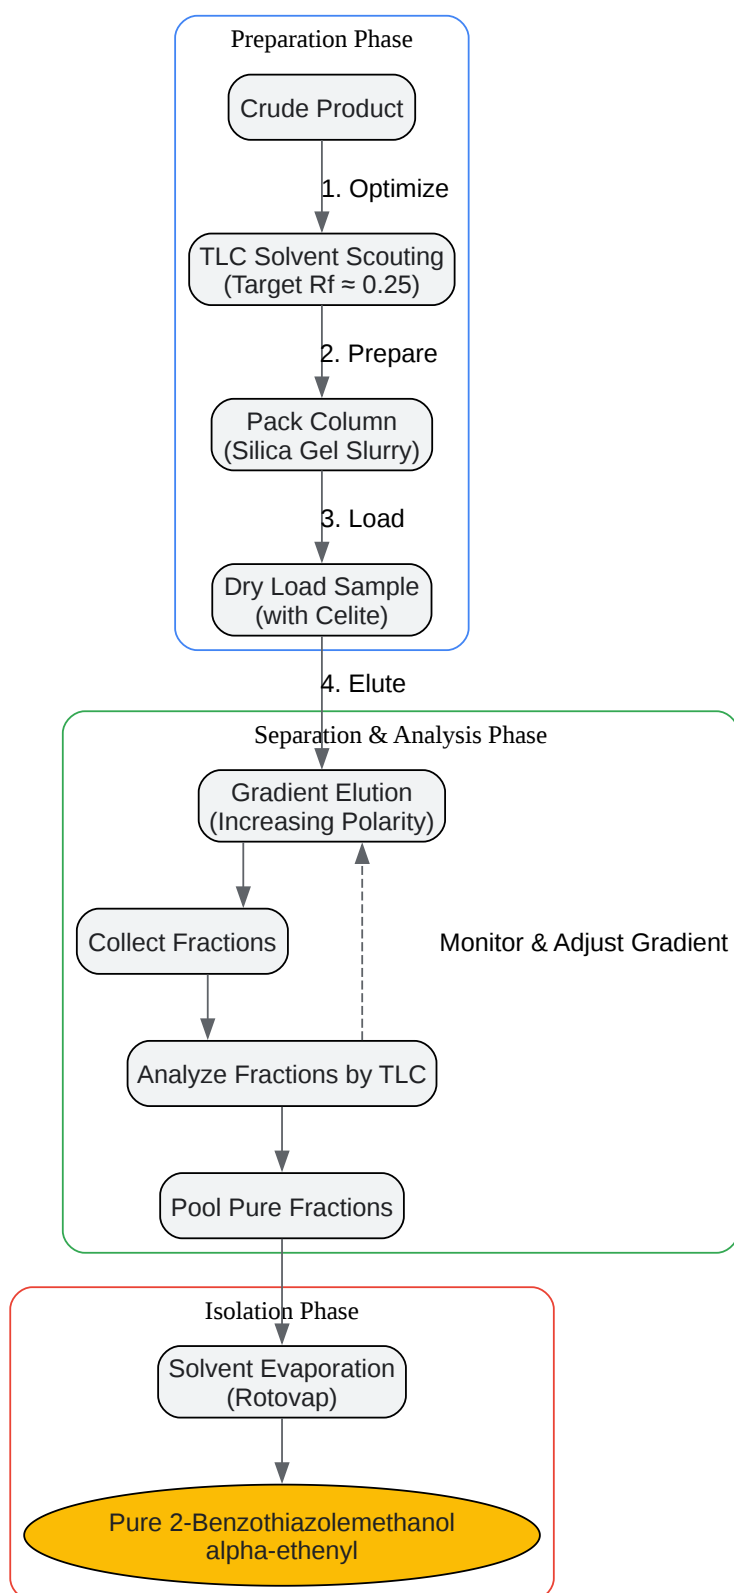 Preparation Phase
Crude Product
1. Optimize
TLC Solvent Scouting
(Target Rf ≈ 0.25)
2. Prepare
Pack Column
(Silica Gel Slurry)
3. Load
Dry Load Sample
(with Celite)
4. Elute
Separation & Analysis Phase
Gradient Elution
(Increasing Polarity)
Collect Fractions
Monitor & Adjust Gradient
Analyze Fractions by TLC
Pool Pure Fractions
Isolation Phase
Solvent Evaporation
(Rotovap)
Pure 2-Benzothiazolemethanol
alpha-ethenyl